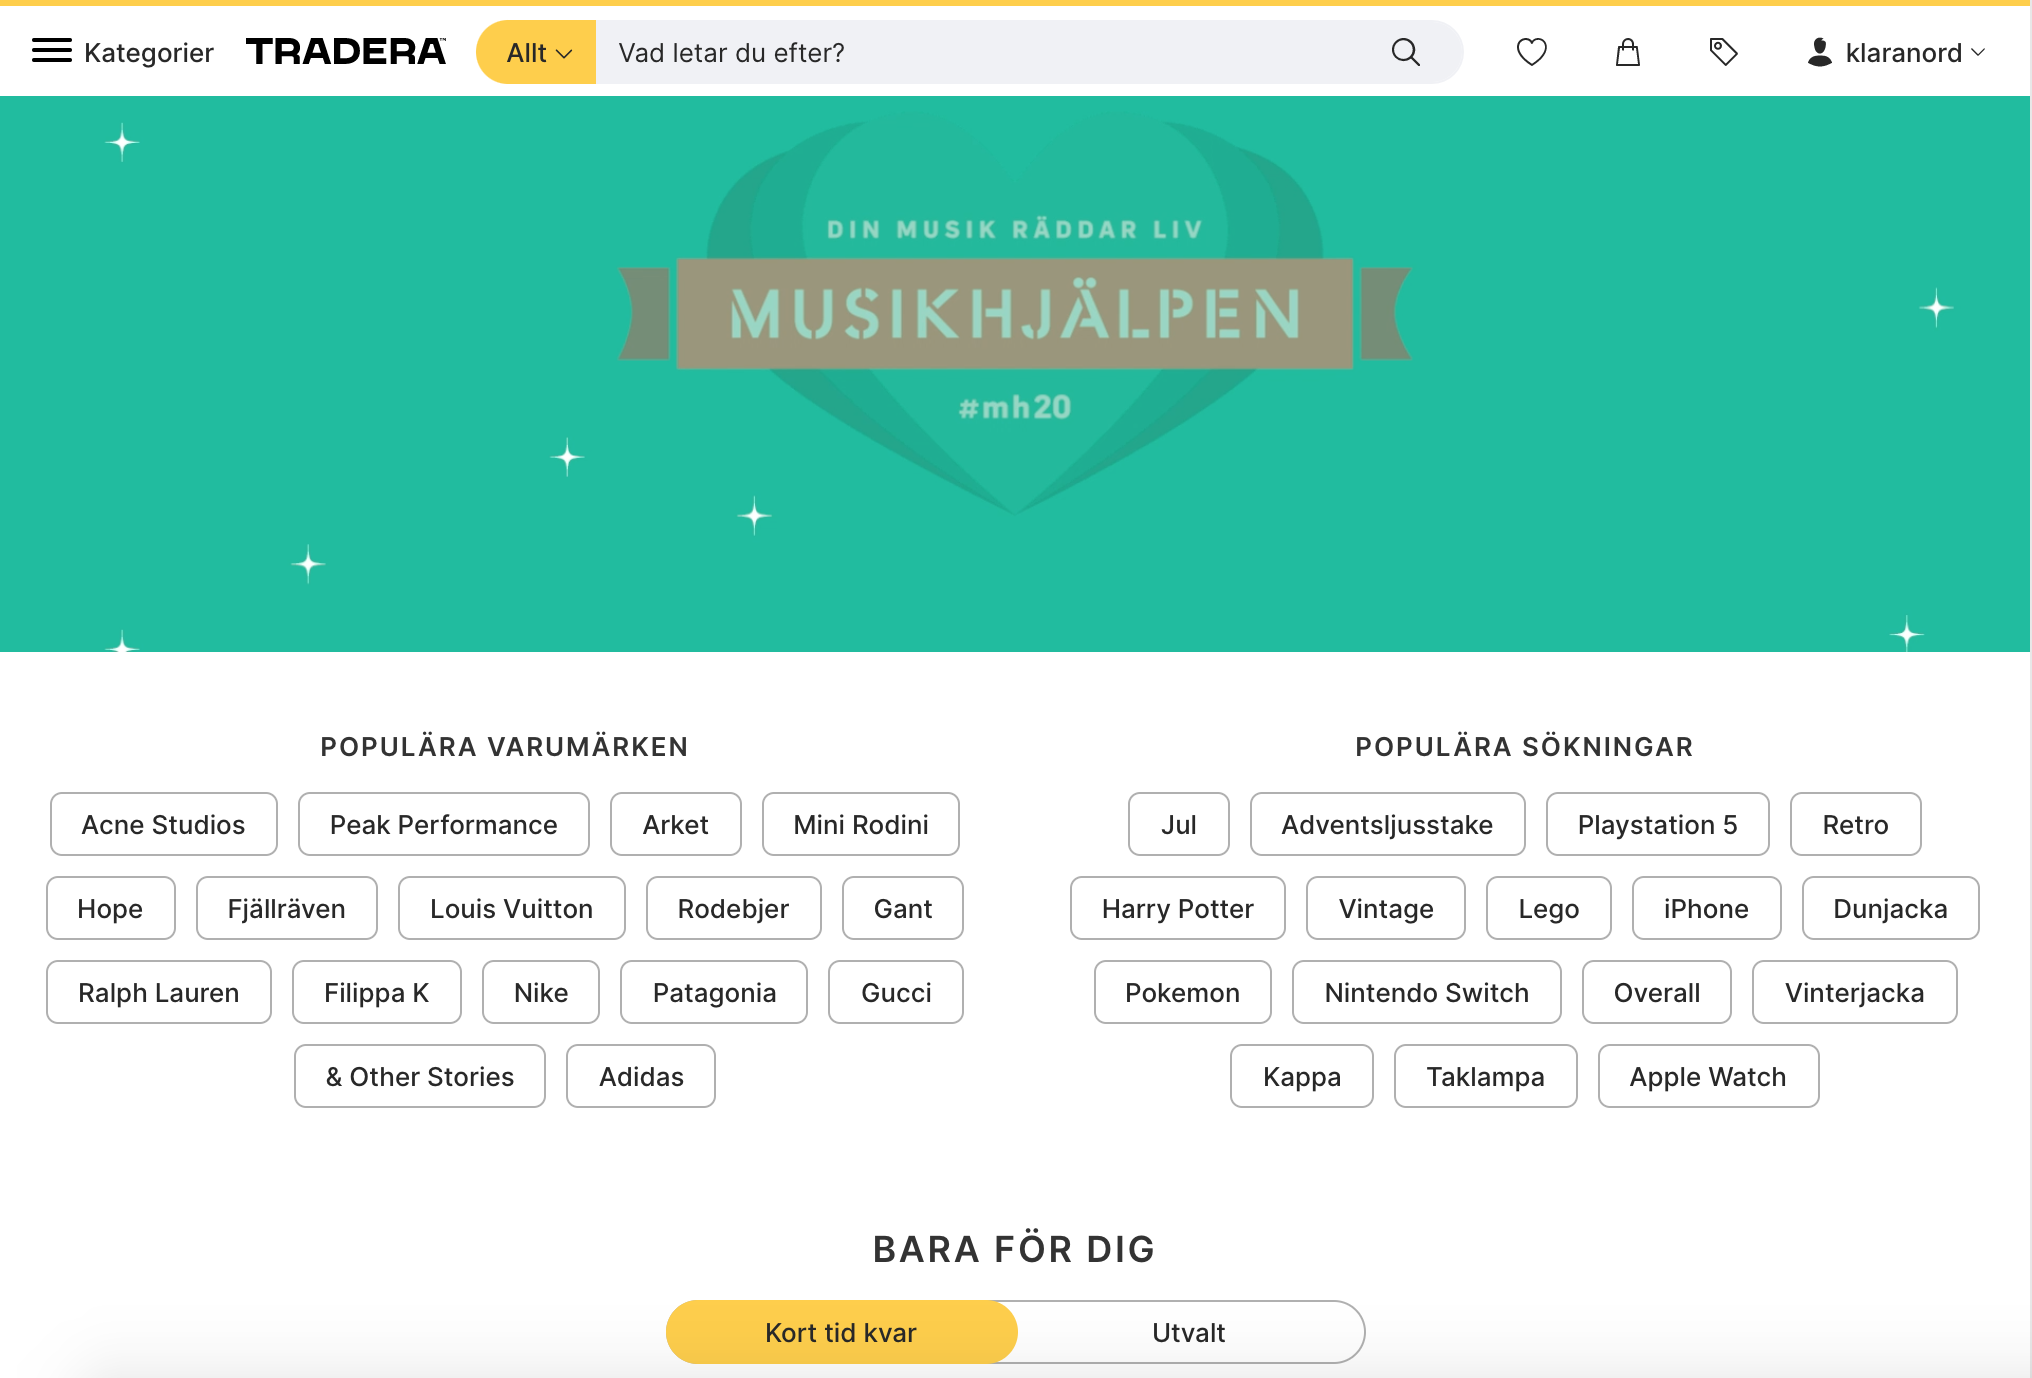 Kategorier TRADERA™ Allt Vad letar du efter? klaranord
DIN MUSIK RÄDDAR LIV
MUSIKHJÄLPEN
#mh20
POPULÄRA VARUMÄRKEN
Acne Studios Peak Performance Arket Mini Rodini
Hope Fjällräven Louis Vuitton Rodebjer Gant
Ralph Lauren Filippa K Nike Patagonia Gucci
& Other Stories Adidas
POPULÄRA SÖKNINGAR
Jul Adventsljusstake Playstation 5 Retro
Harry Potter Vintage Lego iPhone Dunjacka
Pokemon Nintendo Switch Overall Vinterjacka
Kappa Taklampa Apple Watch
BARA FÖR DIG
Kort tid kvar Utvalt